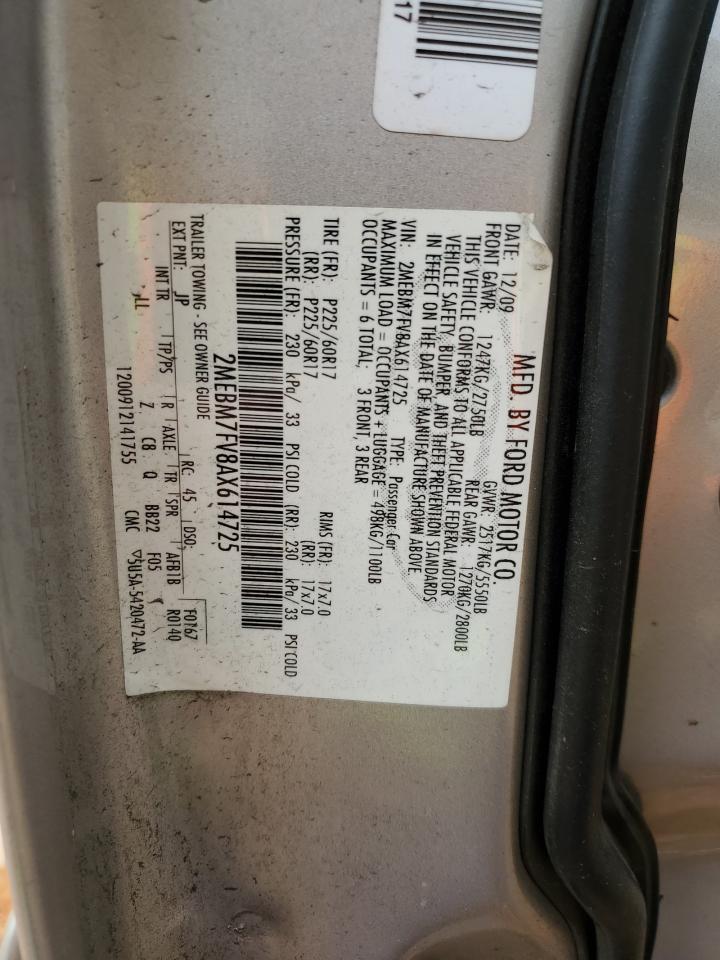 17
MFD. BY FORD MOTOR CO.
DATE: 12/09 GVWR: 2517KG/5550LB
FRONT GAWR: 1247KG/2750LB REAR GAWR: 1270KG/2800LB
THIS VEHICLE CONFORMS TO ALL APPLICABLE FEDERAL MOTOR
VEHICLE SAFETY, BUMPER, AND THEFT PREVENTION STANDARDS
IN EFFECT ON THE DATE OF MANUFACTURE SHOWN ABOVE.
VIN: 2MEBM7FV8AX614725 TYPE: Passenger Car
MAXIMUM LOAD = OCCUPANTS + LUGGAGE = 498KG/1100LB
OCCUPANTS = 6 TOTAL; 3 FRONT, 3 REAR
TIRE (FR): P225/60R17 RIMS (FR): 17x7.0
(RR): P225/60R17 (RR): 17x7.0
PRESSURE (FR): 230 kPa/ 33 PSI COLD (RR): 230 kPa/ 33 PSI COLD
2MEBM7FV8AX614725
TRAILER TOWING - SEE OWNER GUIDE
RC: 45 DSO: F0167
EXT PNT: JP AFB1B R0140
INT TR TP/PS R AXLE TR SPR
LL Z C8 Q BB22 F05
1200912141755 CMC ▽5U5A-5420472-AA